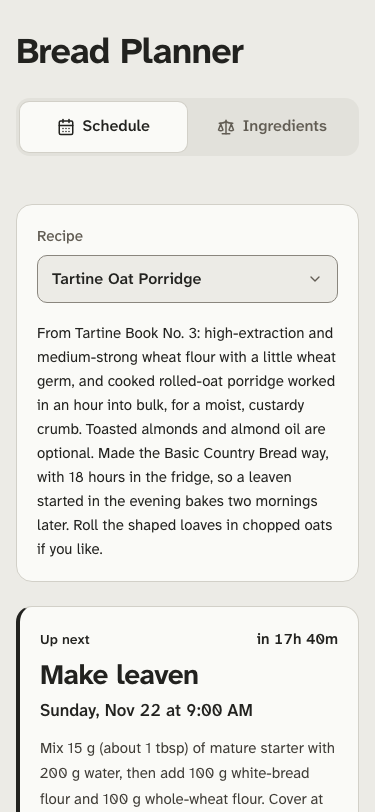 Bread Planner
Schedule
Ingredients
Recipe
Tartine Oat Porridge
From Tartine Book No. 3: high-extraction and
medium-strong wheat flour with a little wheat
germ, and cooked rolled-oat porridge worked
in an hour into bulk, for a moist, custardy
crumb. Toasted almonds and almond oil are
optional. Made the Basic Country Bread way,
with 18 hours in the fridge, so a leaven
started in the evening bakes two mornings
later. Roll the shaped loaves in chopped oats
if you like.
Up next
in 17h 40m
Make leaven
Sunday, Nov 22 at 9:00 AM
Mix 15 g (about 1 tbsp) of mature starter with
200 g water, then add 100 g white-bread
flour and 100 g whole-wheat flour. Cover at